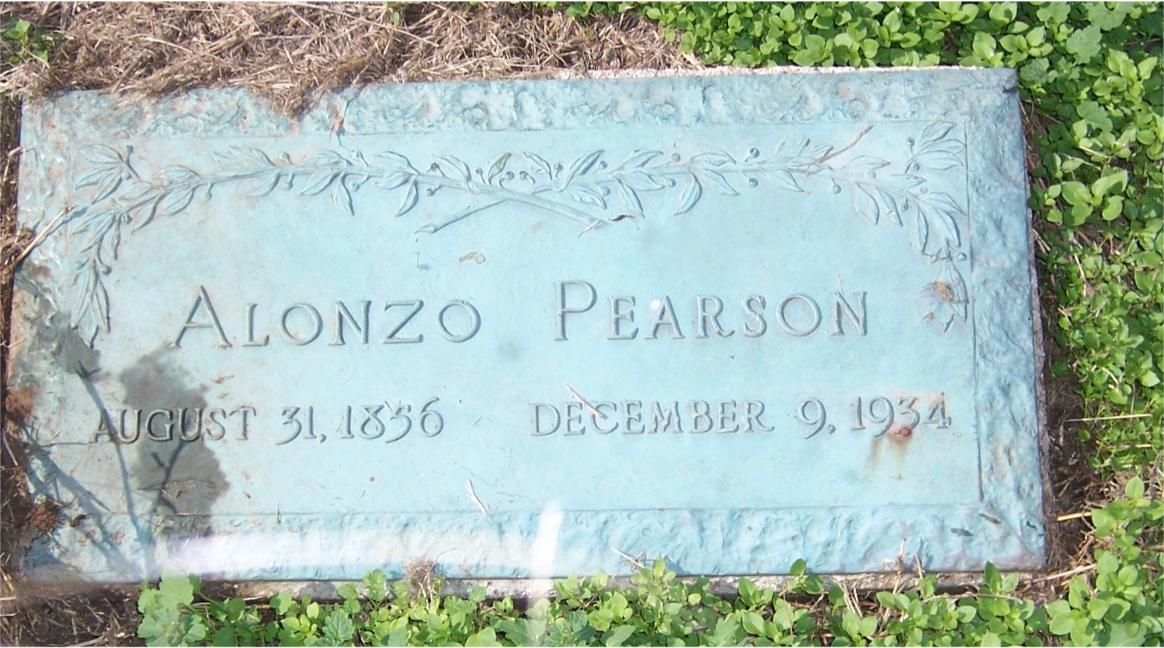 ALONZO PEARSON
AUGUST 31, 1856 DECEMBER 9, 1934